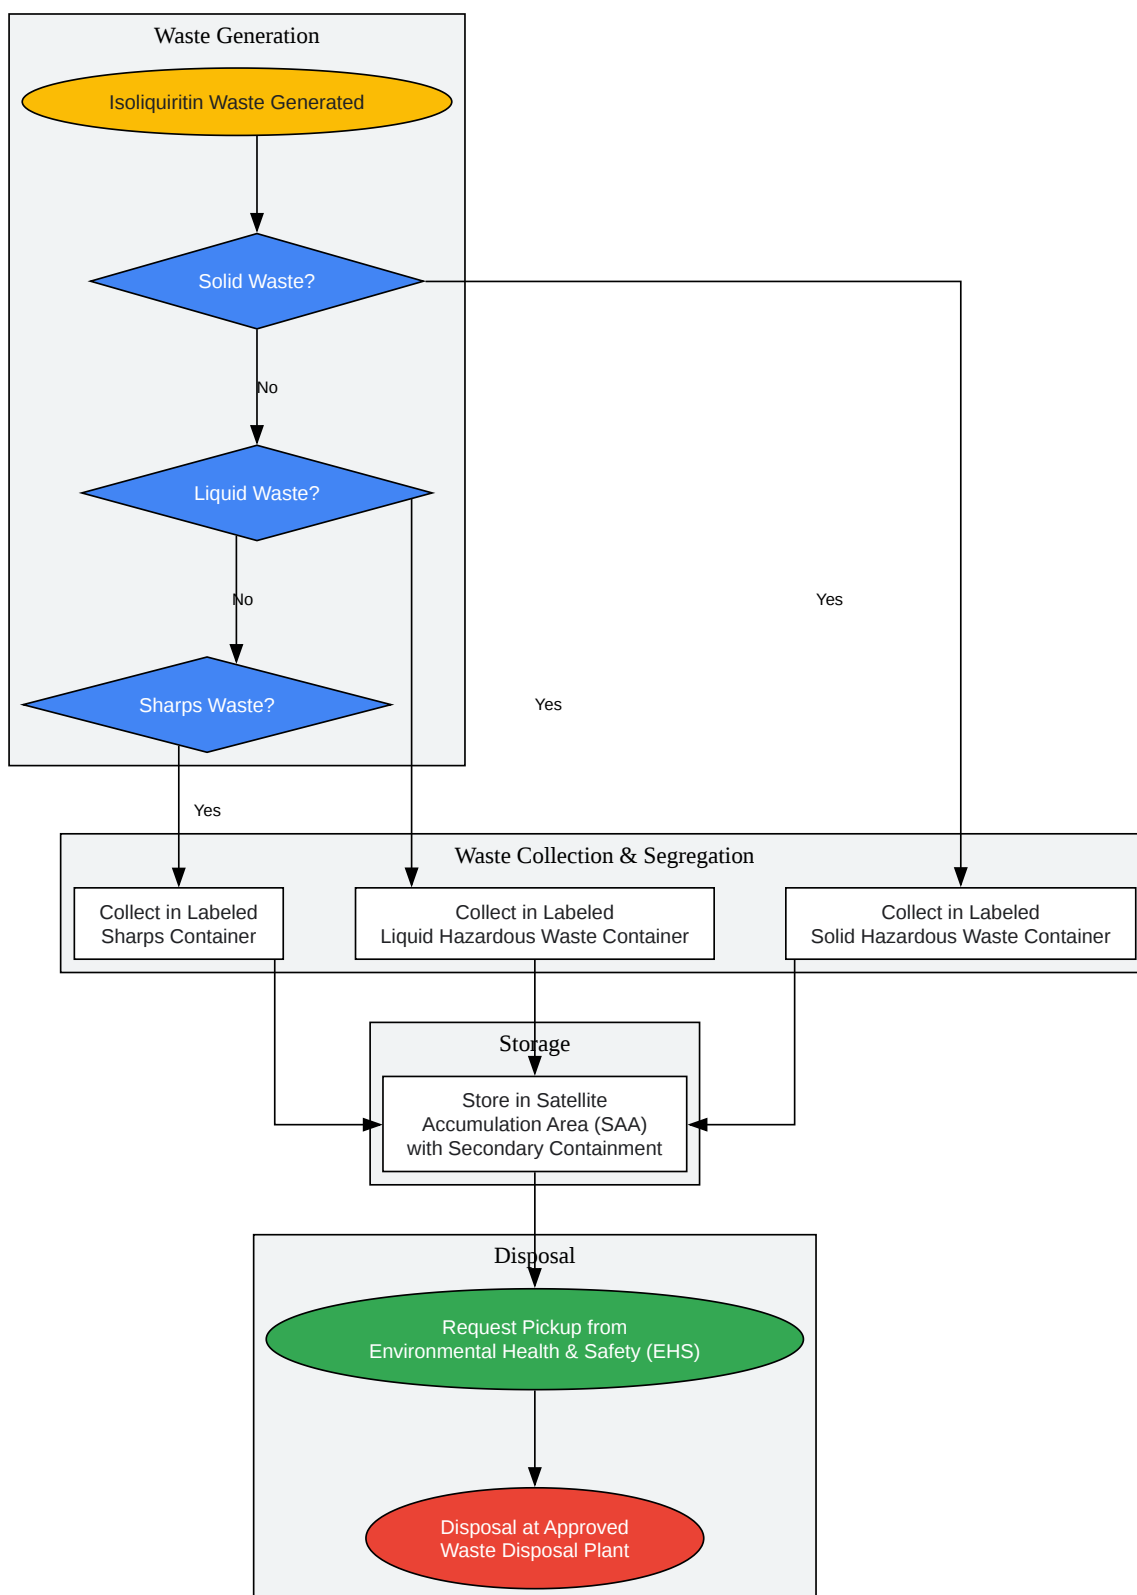 Waste Generation
Isoliquiritin Waste Generated
Solid Waste?
No
Liquid Waste?
No
Yes
Sharps Waste?
Yes
Yes
Waste Collection & Segregation
Collect in Labeled
Sharps Container
Collect in Labeled
Liquid Hazardous Waste Container
Collect in Labeled
Solid Hazardous Waste Container
Storage
Store in Satellite
Accumulation Area (SAA)
with Secondary Containment
Disposal
Request Pickup from
Environmental Health & Safety (EHS)
Disposal at Approved
Waste Disposal Plant